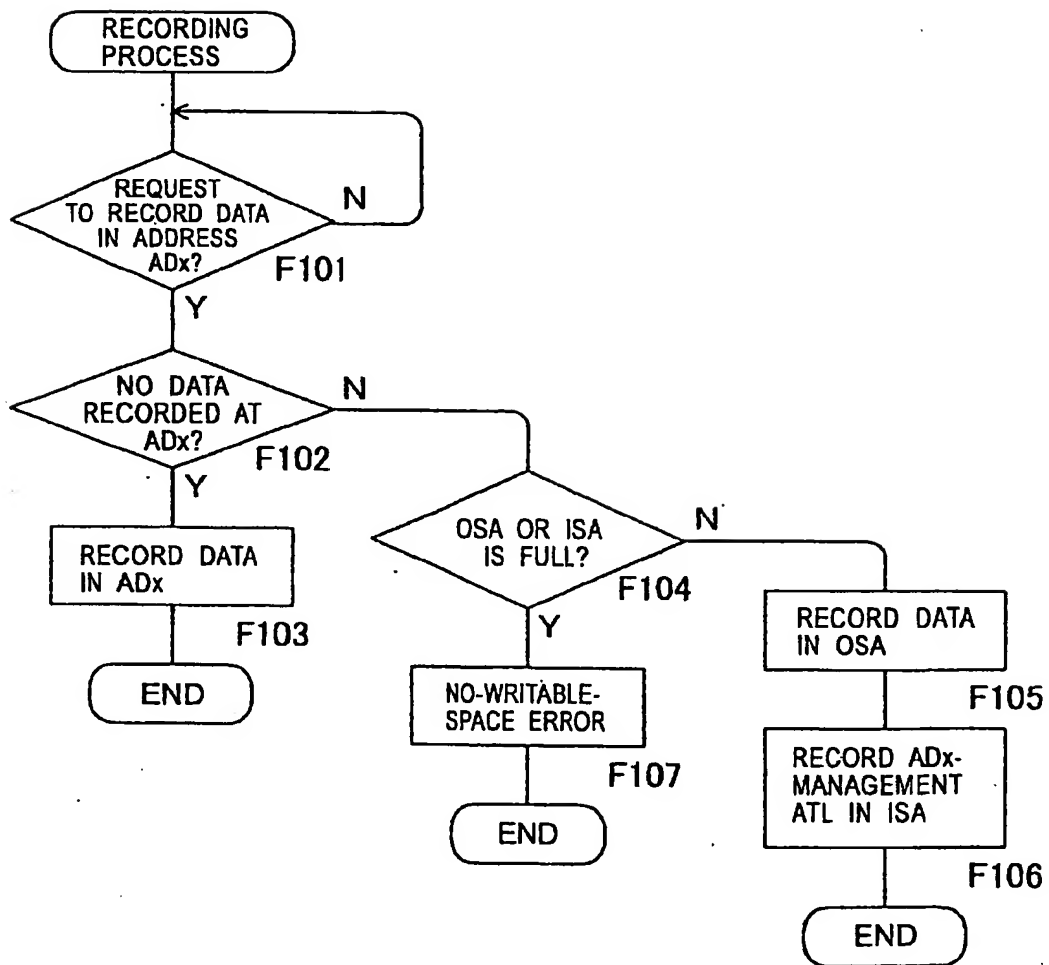 RECORDING
PROCESS
REQUEST
TO RECORD DATA
IN ADDRESS
ADx?
N
F101
Y
NO DATA
RECORDED AT
ADx?
N
F102
Y
RECORD DATA
IN ADx
F103
END
OSA OR ISA
IS FULL?
N
F104
Y
NO-WRITABLE-
SPACE ERROR
F107
END
RECORD DATA
IN OSA
F105
RECORD ADx-
MANAGEMENT
ATL IN ISA
F106
END